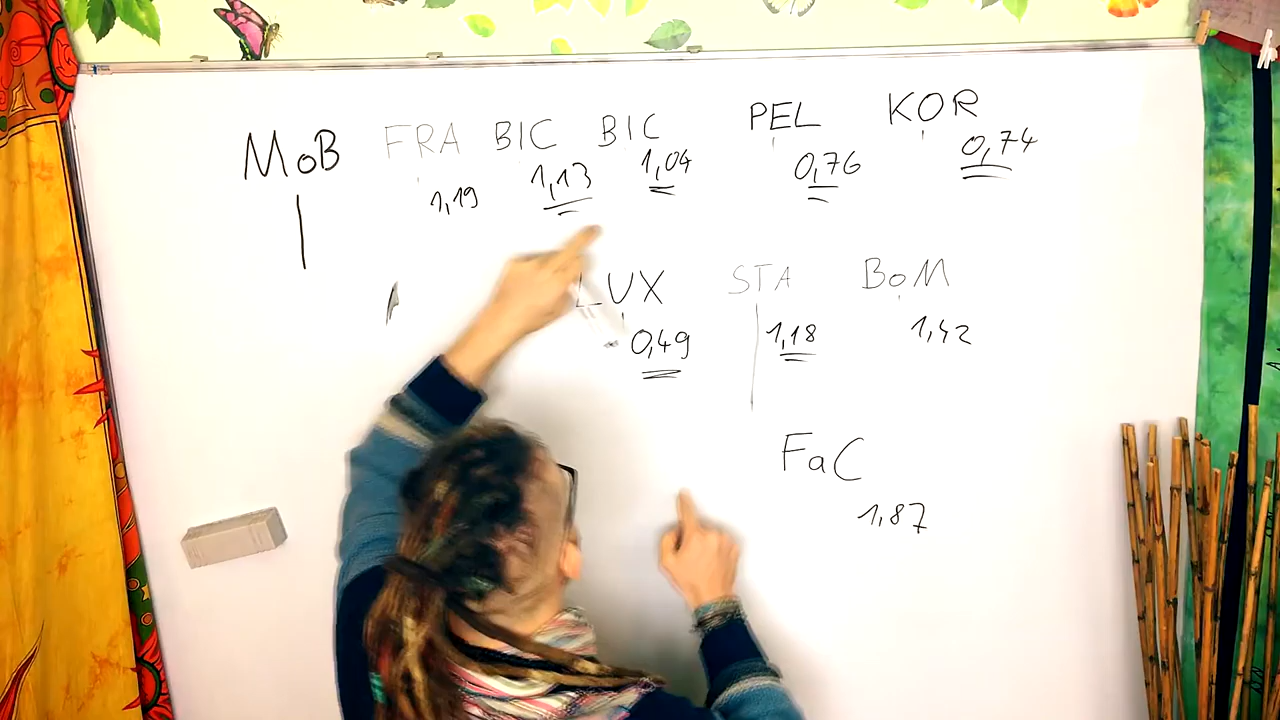 MoB FRA BIC BIC PEL KOR
1,19 1,13 1,04 0,76 0,74
LUX STA BoM
0,49 1,18 1,42
FaC
1,87